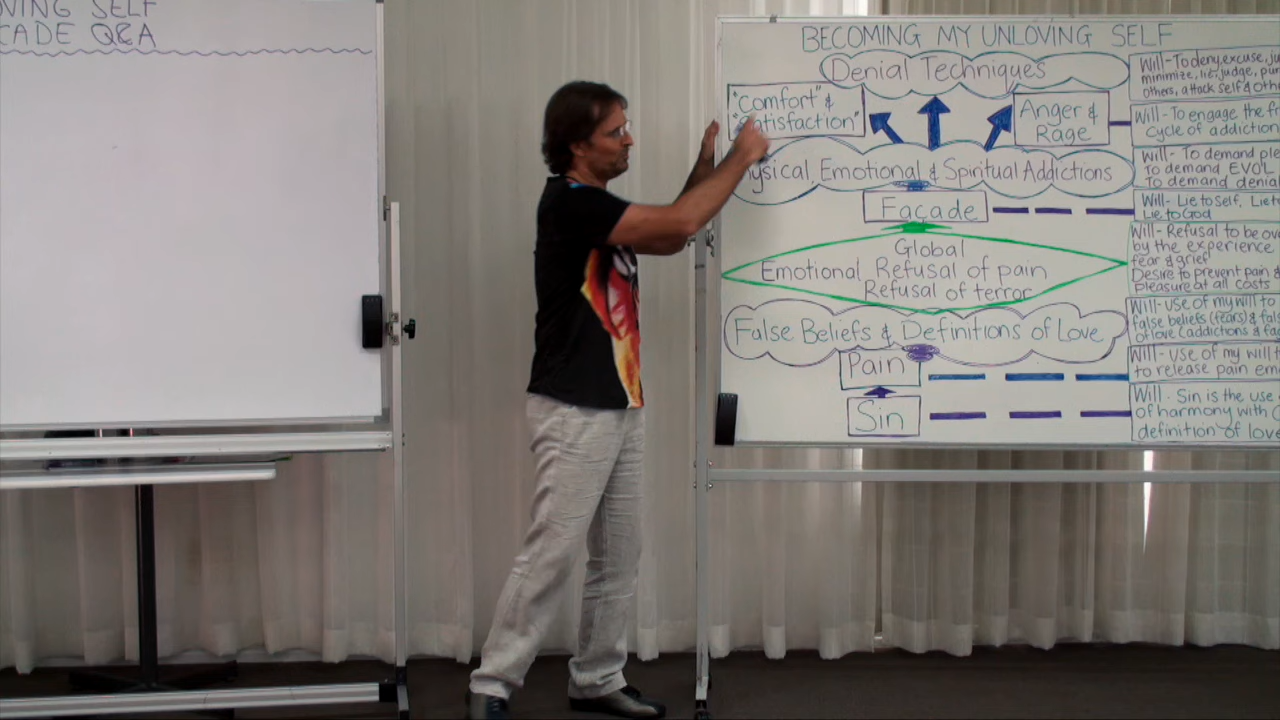 VING SELF
CADE Q&A
BECOMING MY UNLOVING SELF
Denial Techniques
"Comfort" &
"Satisfaction"
Anger &
Rage
Physical, Emotional & Spiritual Addictions
Façade
Global
Emotional Refusal of pain
Refusal of terror
False Beliefs & Definitions of Love
Pain
Sin
Will - To deny, excuse, ju
minimize, lie, judge, pun
others, attack self & othe
Will - To engage the fr
cycle of addiction
Will - To demand ple
To demand EVOL
To demand denial
Will - Lie to Self, Lie t
Lie to God
Will - Refusal to be ov
by the experience
fear & grief
Desire to prevent pain &
pleasure at all costs
Will - use of my will to
false beliefs (fears) & fal
of love (addictions & fa
Will - use of my will t
to release pain em
Will - Sin is the use
of harmony with G
definition of love